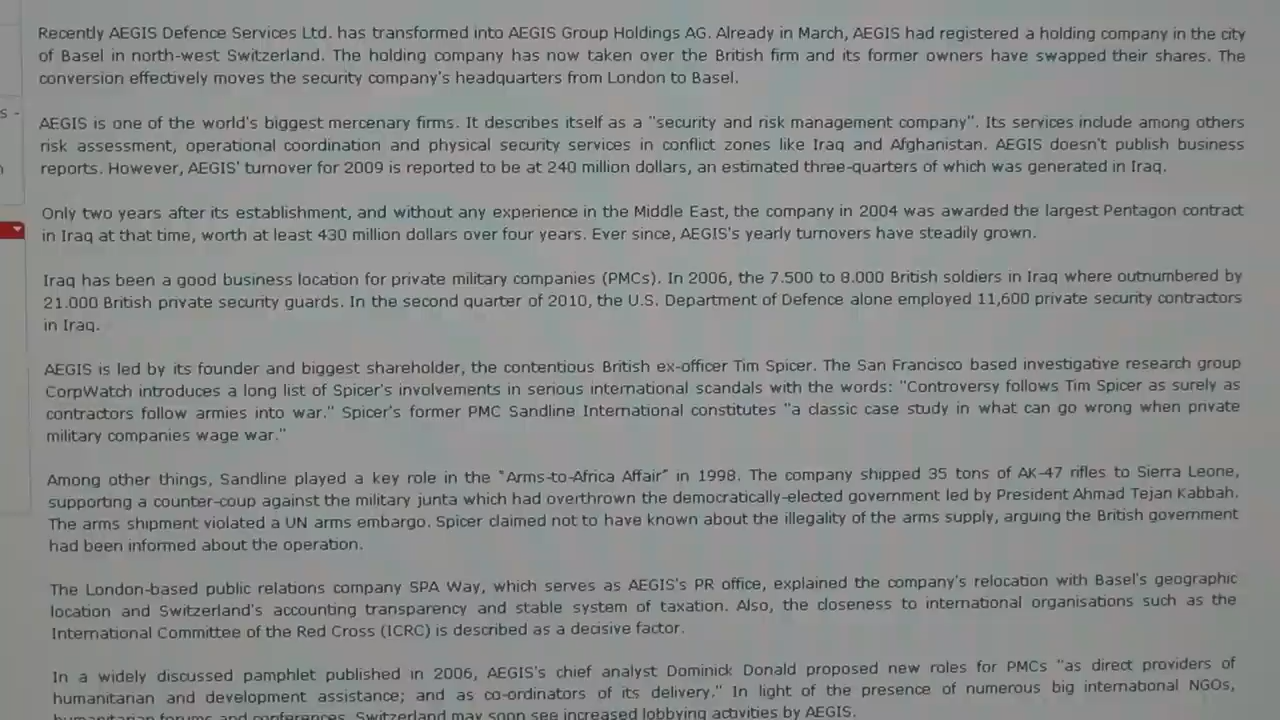 Recently AEGIS Defence Services Ltd. has transformed into AEGIS Group Holdings AG. Already in March, AEGIS had registered a holding company in the city
of Basel in north-west Switzerland. The holding company has now taken over the British firm and its former owners have swapped their shares. The
conversion effectively moves the security company's headquarters from London to Basel.
s -
AEGIS is one of the world's biggest mercenary firms. It describes itself as a "security and risk management company". Its services include among others
risk assessment, operational coordination and physical security services in conflict zones like Iraq and Afghanistan. AEGIS doesn't publish business
reports. However, AEGIS' turnover for 2009 is reported to be at 240 million dollars, an estimated three-quarters of which was generated in Iraq.
Only two years after its establishment, and without any experience in the Middle East, the company in 2004 was awarded the largest Pentagon contract
in Iraq at that time, worth at least 430 million dollars over four years. Ever since, AEGIS's yearly turnovers have steadily grown.
Iraq has been a good business location for private military companies (PMCs). In 2006, the 7.500 to 8.000 British soldiers in Iraq where outnumbered by
21.000 British private security guards. In the second quarter of 2010, the U.S. Department of Defence alone employed 11,600 private security contractors
in Iraq.
AEGIS is led by its founder and biggest shareholder, the contentious British ex-officer Tim Spicer. The San Francisco based investigative research group
CorpWatch introduces a long list of Spicer's involvements in serious international scandals with the words: "Controversy follows Tim Spicer as surely as
contractors follow armies into war." Spicer's former PMC Sandline International constitutes "a classic case study in what can go wrong when private
military companies wage war."
Among other things, Sandline played a key role in the "Arms-to-Africa Affair" in 1998. The company shipped 35 tons of AK-47 rifles to Sierra Leone,
supporting a counter-coup against the military junta which had overthrown the democratically-elected government led by President Ahmad Tejan Kabbah.
The arms shipment violated a UN arms embargo. Spicer claimed not to have known about the illegality of the arms supply, arguing the British government
had been informed about the operation.
The London-based public relations company SPA Way, which serves as AEGIS's PR office, explained the company's relocation with Basel's geographic
location and Switzerland's accounting transparency and stable system of taxation. Also, the closeness to international organisations such as the
International Committee of the Red Cross (ICRC) is described as a decisive factor.
In a widely discussed pamphlet published in 2006, AEGIS's chief analyst Dominick Donald proposed new roles for PMCs "as direct providers of
humanitarian and development assistance; and as co-ordinators of its delivery." In light of the presence of numerous big international NGOs,
humanitarian forums and conferences, Switzerland may soon see increased lobbying activities by AEGIS.